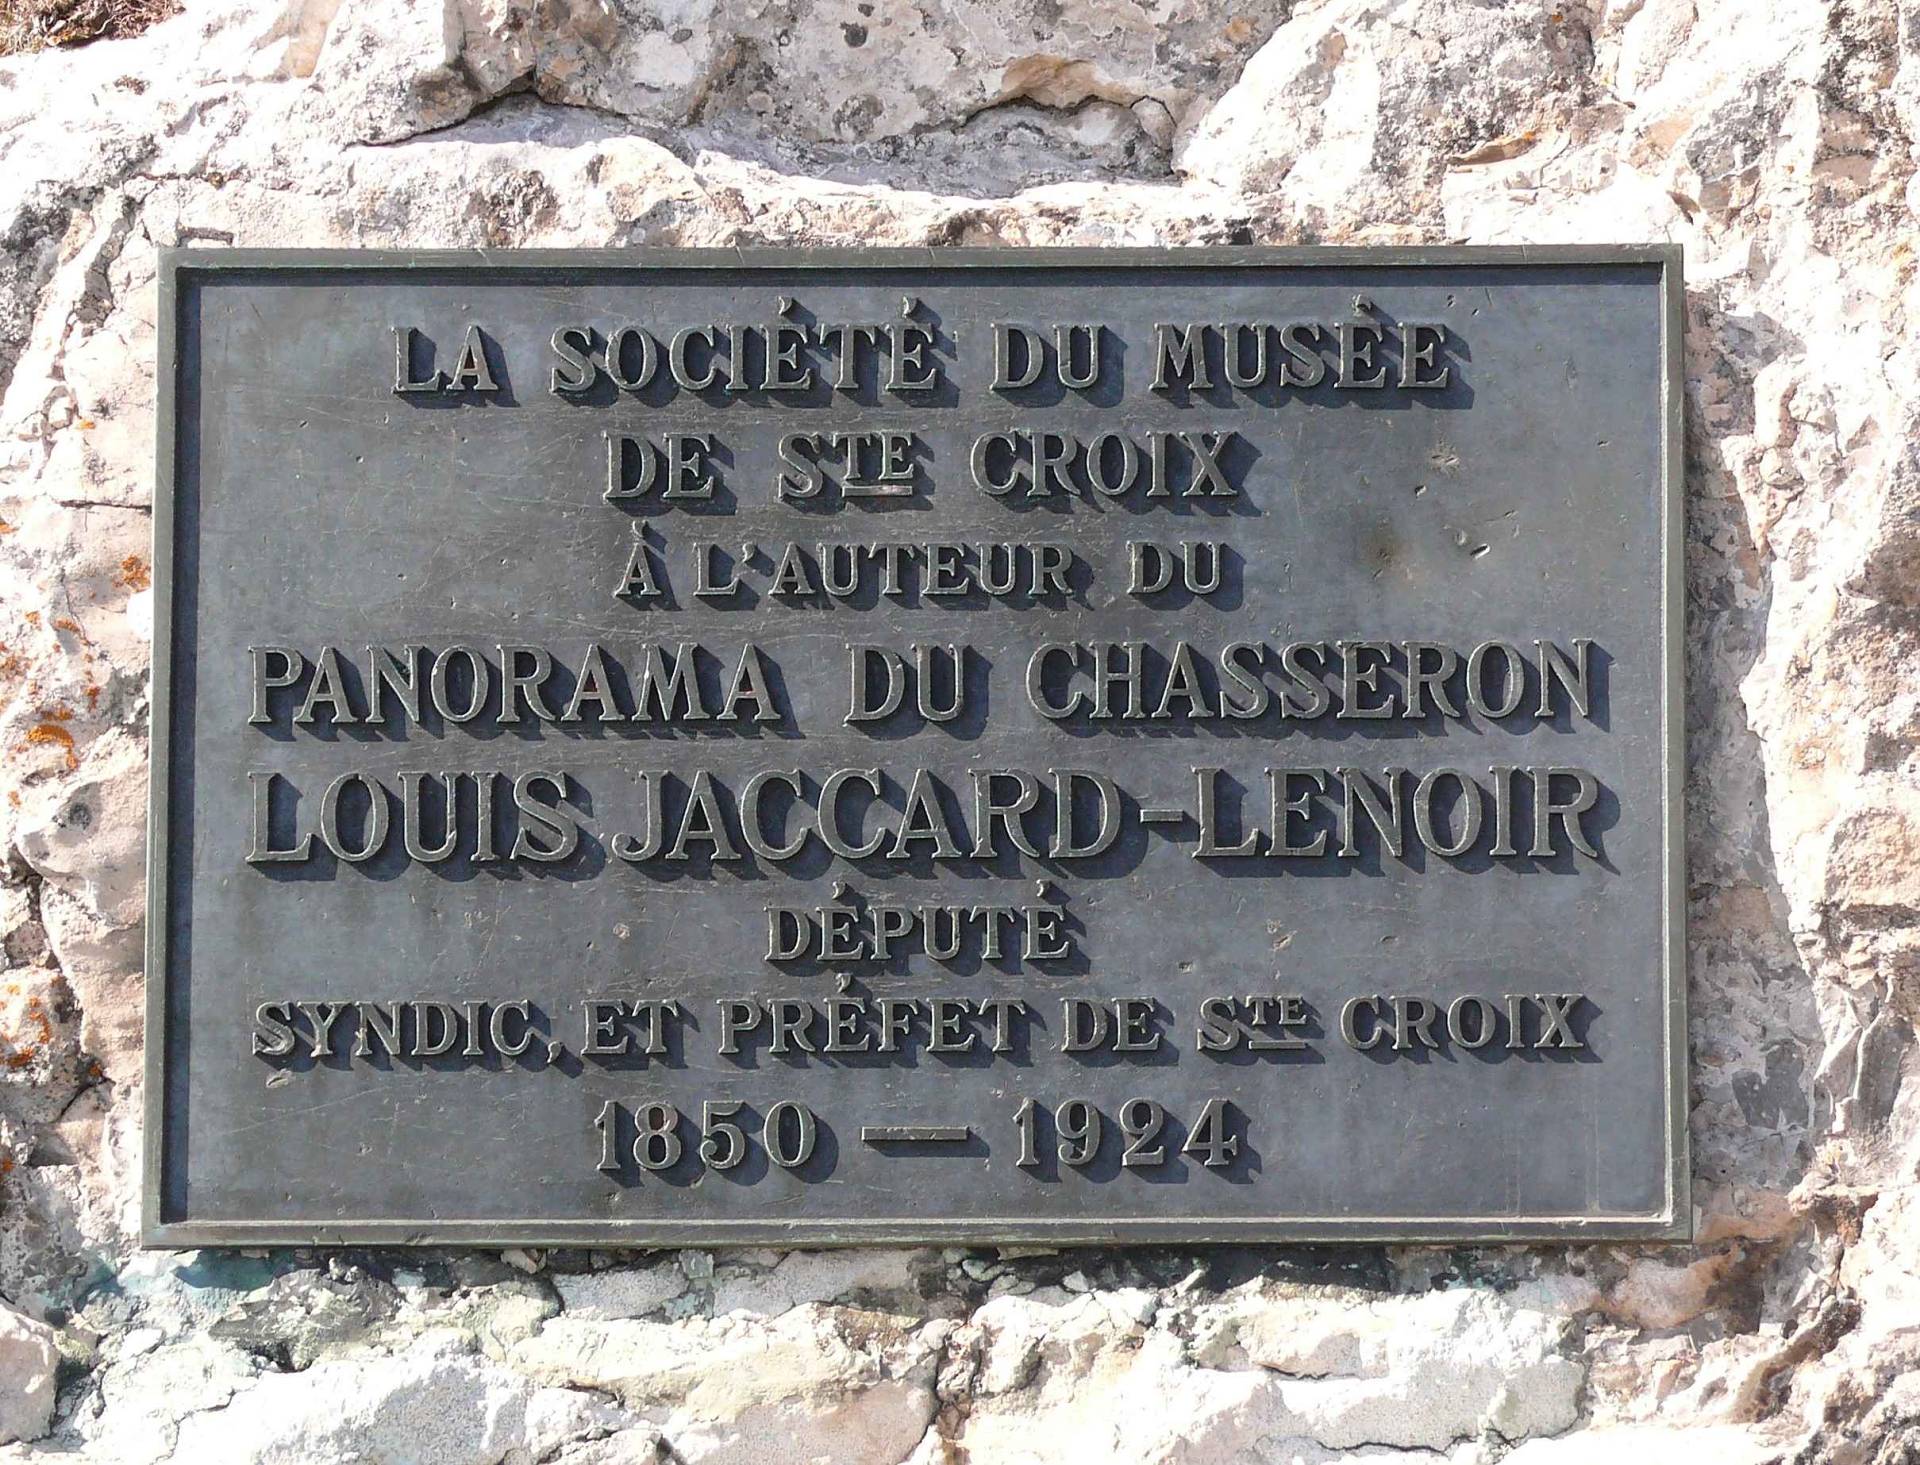 LA SOCIÉTÉ DU MUSÉE
DE STE CROIX
À L'AUTEUR DU
PANORAMA DU CHASSERON
LOUIS JACCARD-LENOIR
DÉPUTÉ
SYNDIC, ET PRÉFET DE STE CROIX
1850 — 1924